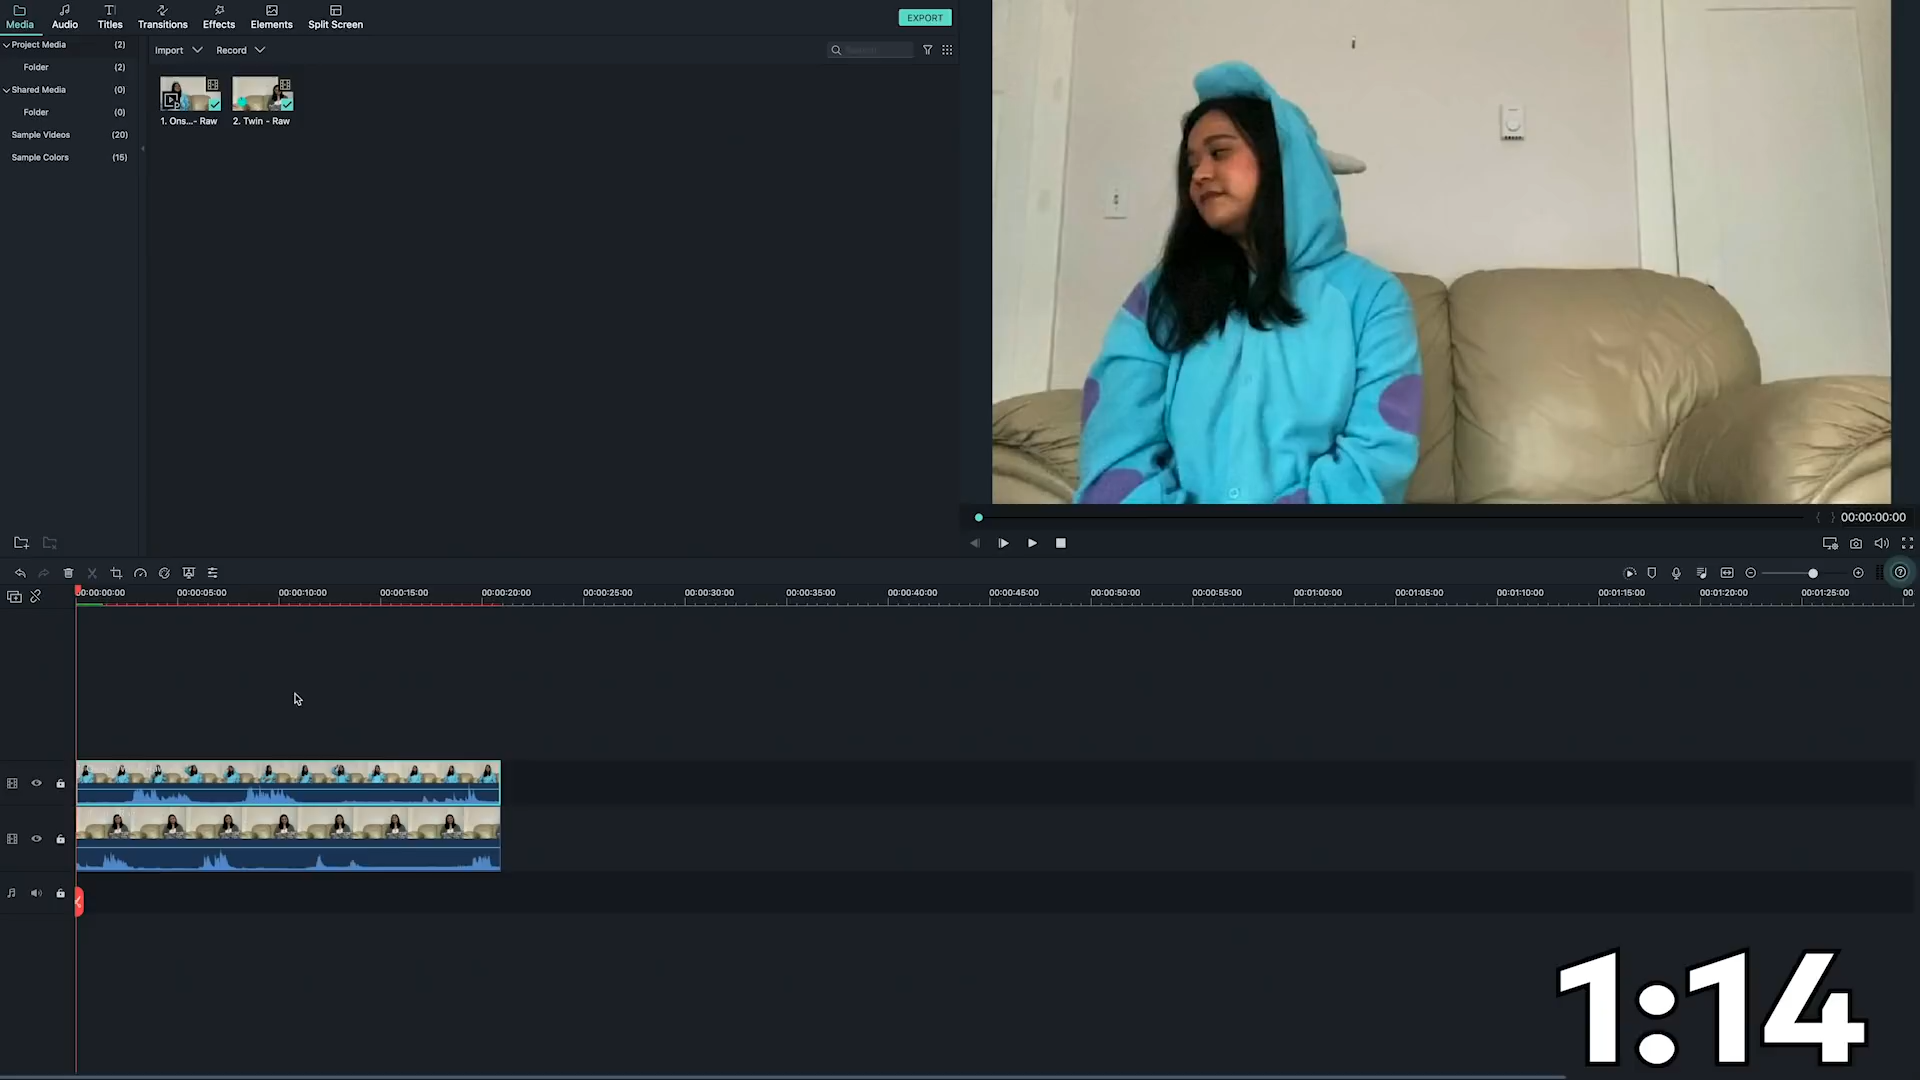 Media Audio Titles Transitions Effects Elements Split Screen
EXPORT
Project Media (2)
Folder (2)
Shared Media (0)
Folder (0)
Sample Videos (20)
Sample Colors (15)
Import Record
Search
1. Ons...- Raw 2. Twin - Raw
00:00:00:00
00:00:00:00 00:00:05:00 00:00:10:00 00:00:15:00 00:00:20:00 00:00:25:00 00:00:30:00 00:00:35:00 00:00:40:00 00:00:45:00 00:00:50:00 00:00:55:00 00:01:00:00 00:01:05:00 00:01:10:00 00:01:15:00 00:01:20:00 00:01:25:00 00
1:14